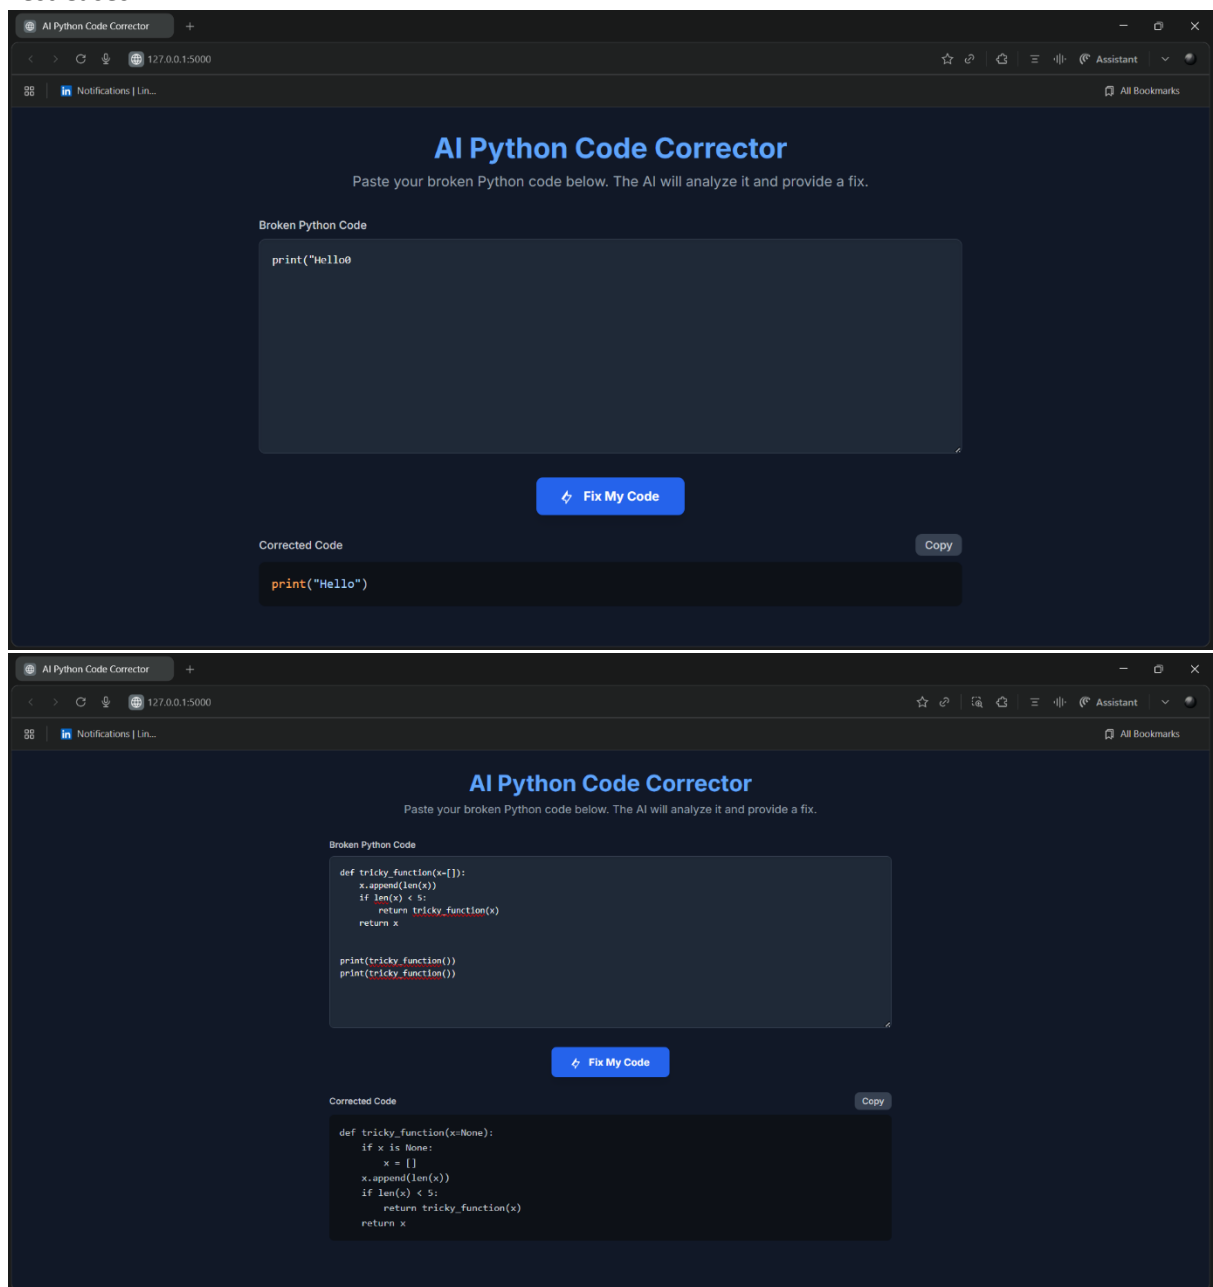 AI Python Code Corrector
127.0.0.1:5000
Assistant
in Notifications | Lin...
All Bookmarks
AI Python Code Corrector
Paste your broken Python code below. The AI will analyze it and provide a fix.
Broken Python Code
print("Hello0
Fix My Code
Corrected Code
Copy
print("Hello")
AI Python Code Corrector
127.0.0.1:5000
Assistant
in Notifications | Lin...
All Bookmarks
AI Python Code Corrector
Paste your broken Python code below. The AI will analyze it and provide a fix.
Broken Python Code
def tricky_function(x=[]):
    x.append(len(x))
    if len(x) < 5:
        return tricky_function(x)
    return x
print(tricky_function())
print(tricky_function())
Fix My Code
Corrected Code
Copy
def tricky_function(x=None):
    if x is None:
        x = []
    x.append(len(x))
    if len(x) < 5:
        return tricky_function(x)
    return x